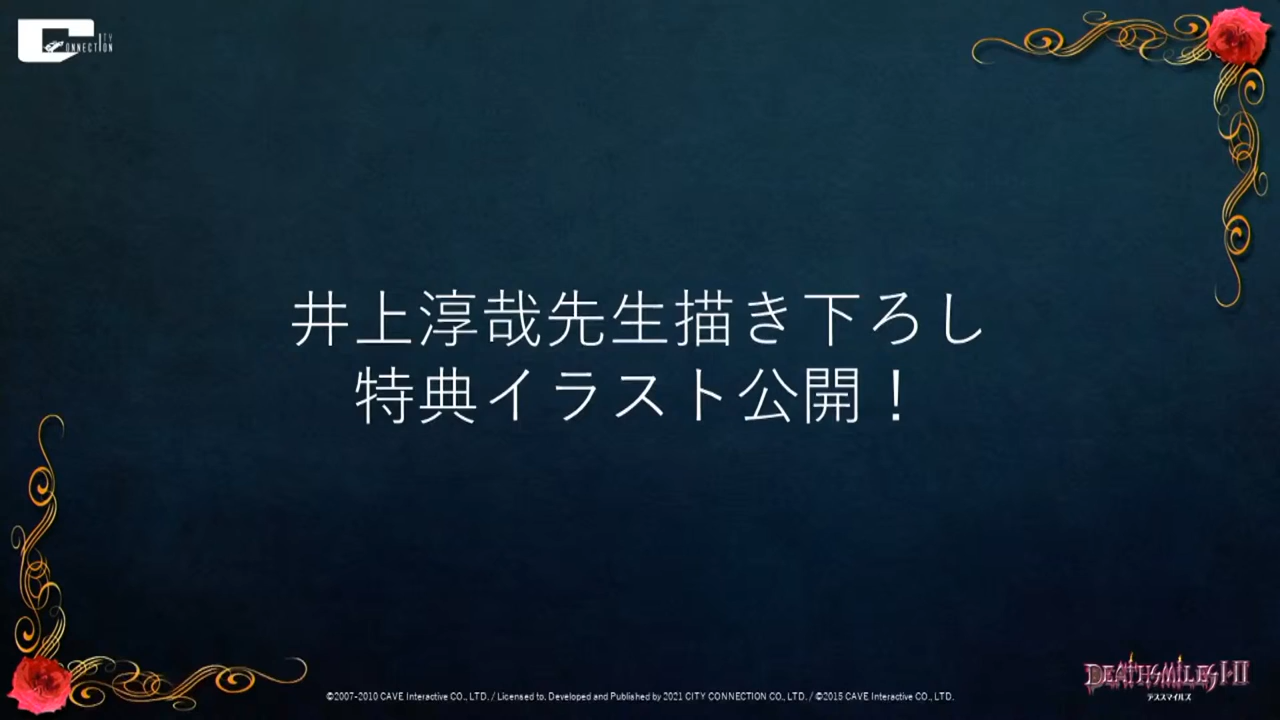 CITY CONNECTION
井上淳哉先生描き下ろし
特典イラスト公開！
DEATHSMILES I・II
デススマイルズ
©2007-2010 CAVE Interactive CO., LTD. / Licensed to, Developed and Published by 2021 CITY CONNECTION CO., LTD. / ©2015 CAVE Interactive CO., LTD.